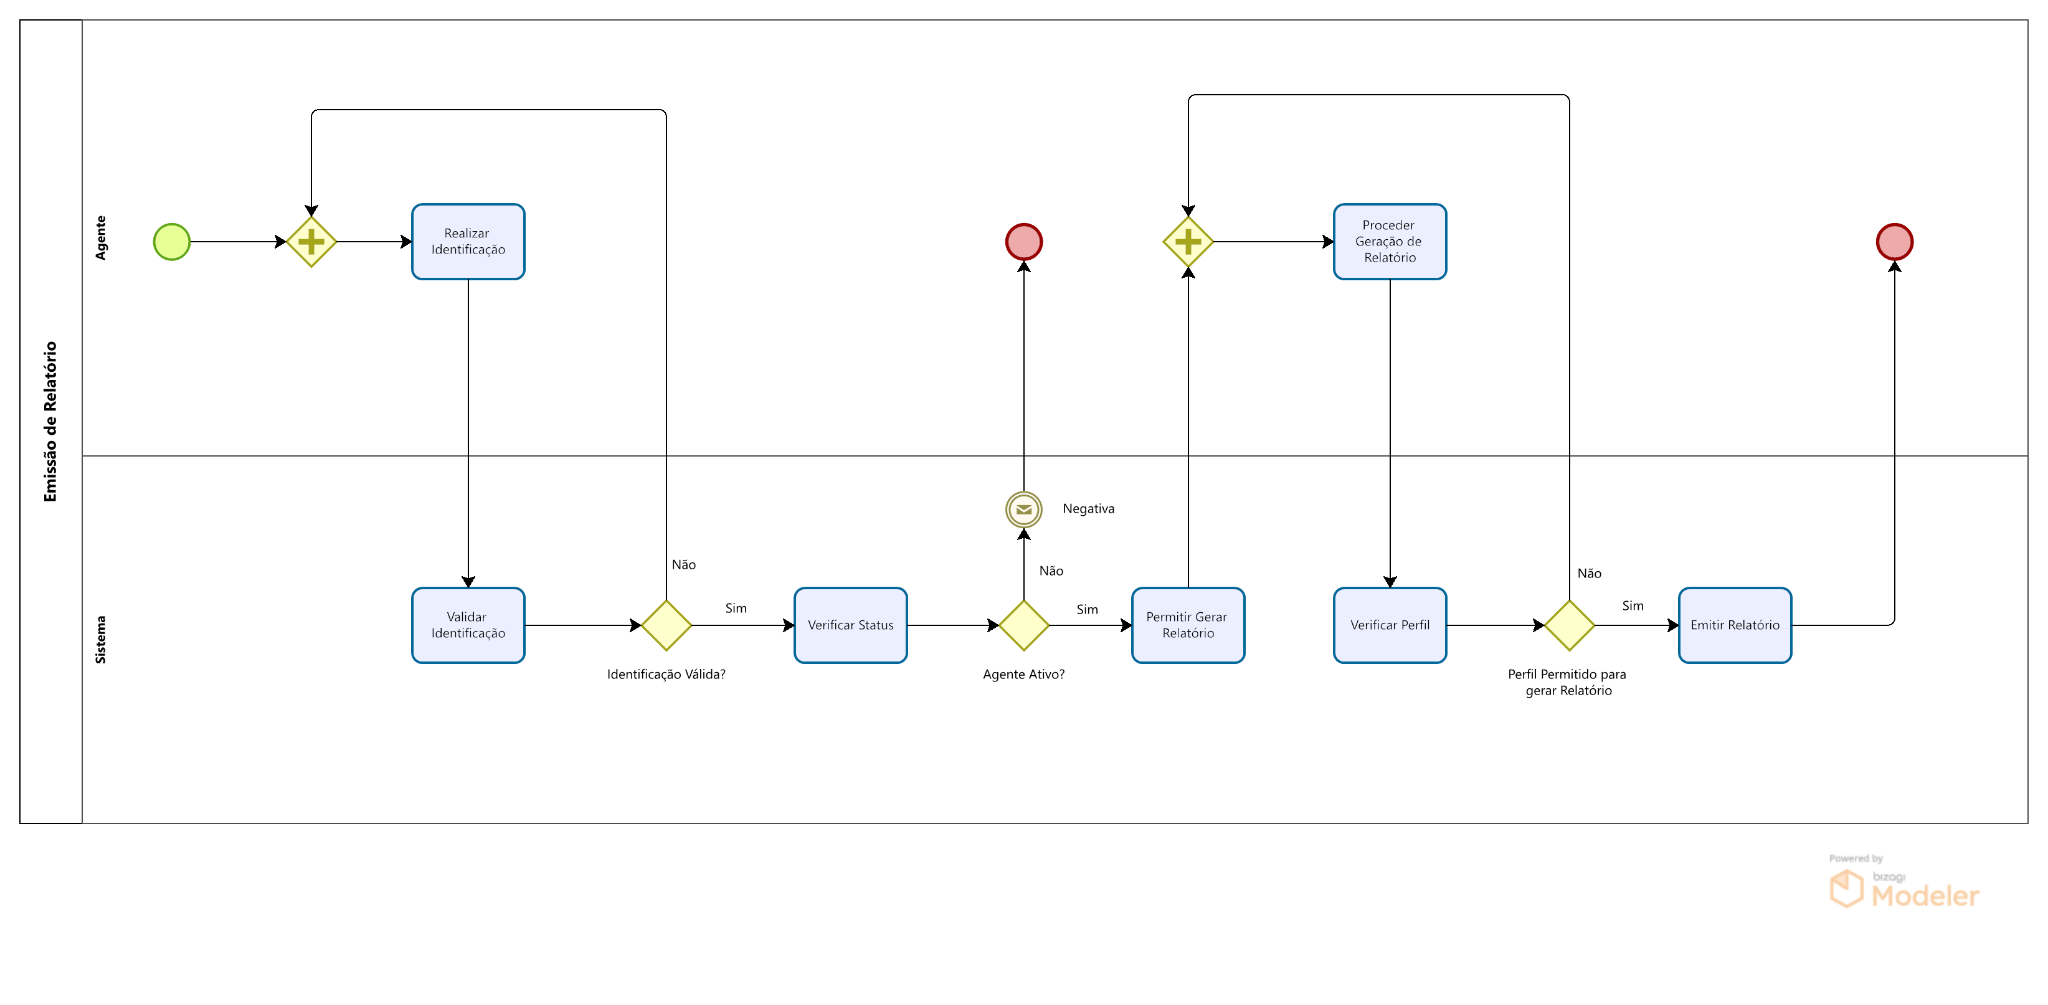 Emissão de Relatório
Agente
Realizar
Identificação
Proceder
Geração de
Relatório
Sistema
Negativa
Não
Não
Não
Sim
Sim
Sim
Validar
Identificação
Verificar Status
Permitir Gerar
Relatório
Verificar Perfil
Emitir Relatório
Identificação Válida?
Agente Ativo?
Perfil Permitido para
gerar Relatório
Powered by
bizagi
Modeler